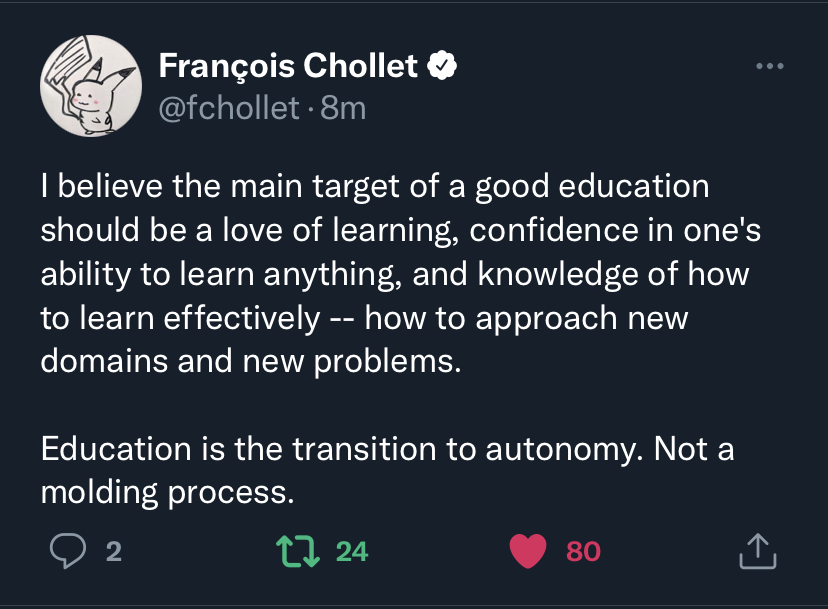 François Chollet
@fchollet · 8m
I believe the main target of a good education
should be a love of learning, confidence in one's
ability to learn anything, and knowledge of how
to learn effectively -- how to approach new
domains and new problems.
Education is the transition to autonomy. Not a
molding process.
2 24 80